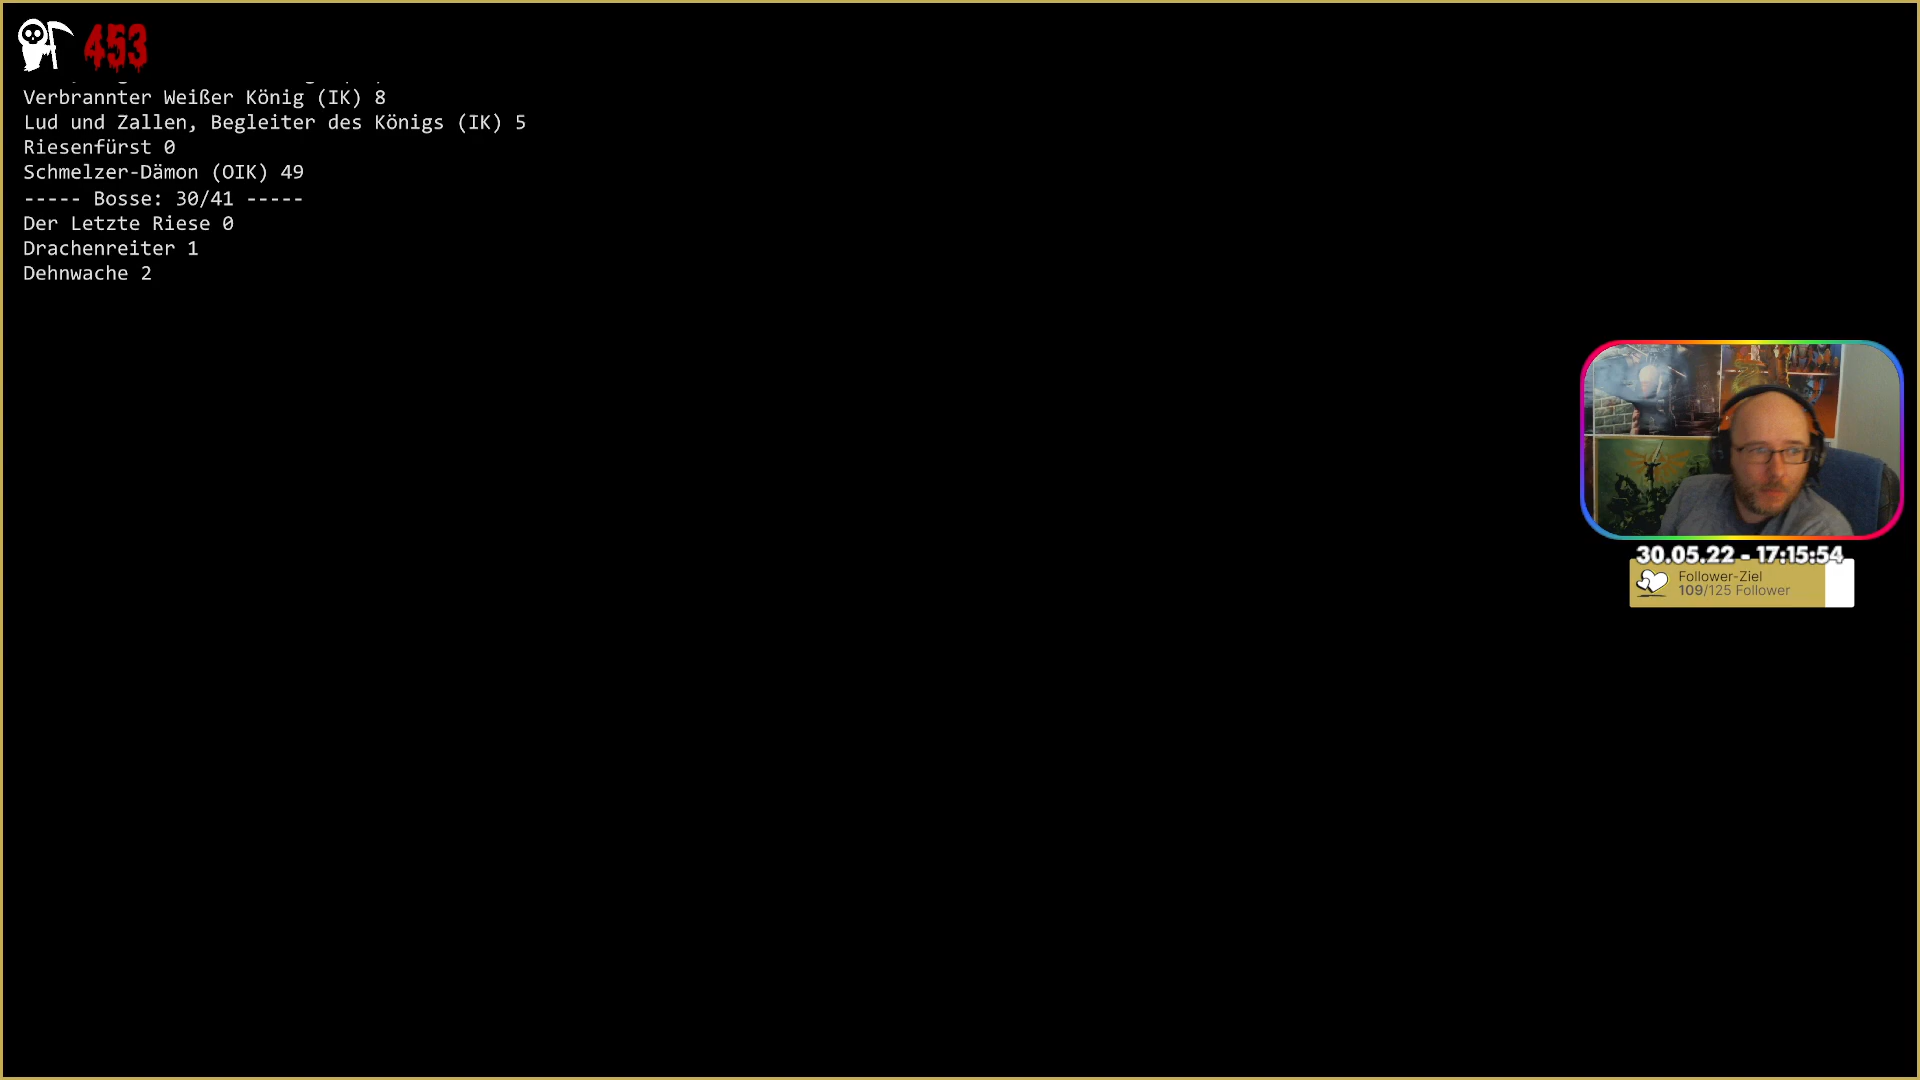 453
Verbrannter Weißer König (IK) 8
Lud und Zallen, Begleiter des Königs (IK) 5
Riesenfürst 0
Schmelzer-Dämon (OIK) 49
----- Bosse: 30/41 -----
Der Letzte Riese 0
Drachenreiter 1
Dehnwache 2
30.05.22 - 17:15:54
Follower-Ziel
109/125 Follower